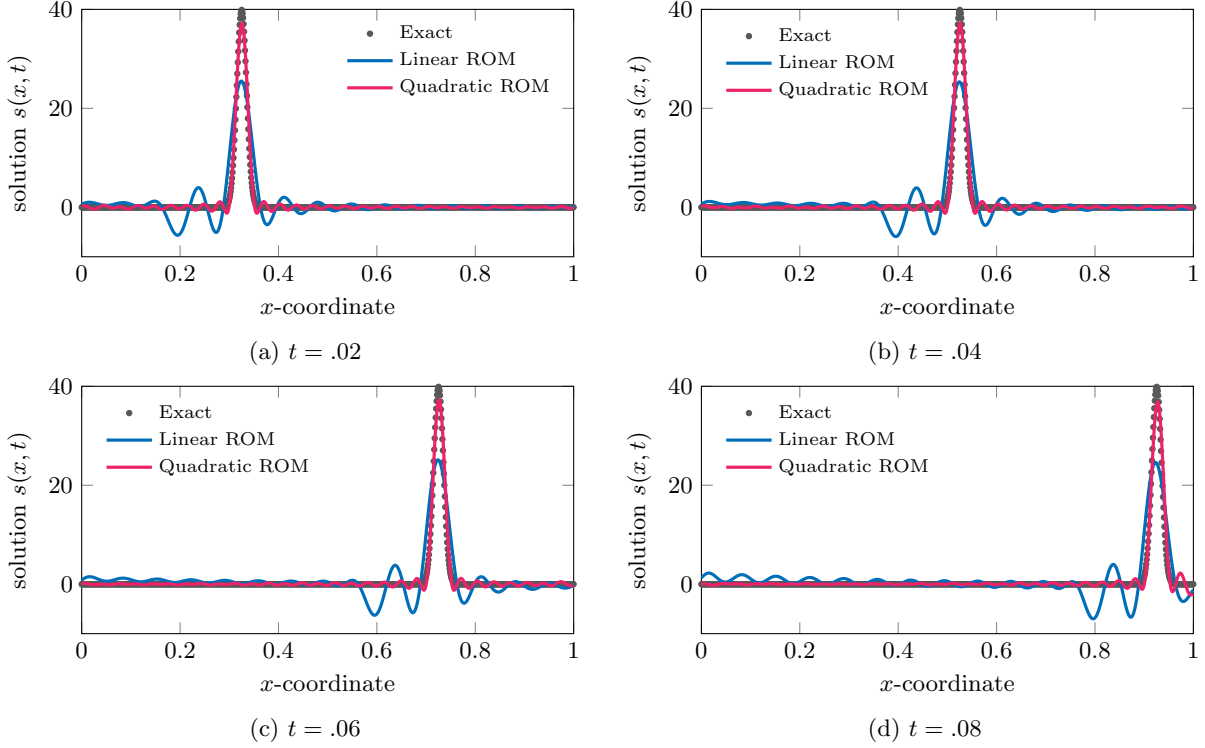 40
20
0
solution s(x, t)
Exact
Linear ROM
Quadratic ROM
0 0.2 0.4 0.6 0.8 1
x-coordinate
(a) t = .02
40
20
0
solution s(x, t)
Exact
Linear ROM
Quadratic ROM
0 0.2 0.4 0.6 0.8 1
x-coordinate
(b) t = .04
40
20
0
solution s(x, t)
Exact
Linear ROM
Quadratic ROM
0 0.2 0.4 0.6 0.8 1
x-coordinate
(c) t = .06
40
20
0
solution s(x, t)
Exact
Linear ROM
Quadratic ROM
0 0.2 0.4 0.6 0.8 1
x-coordinate
(d) t = .08